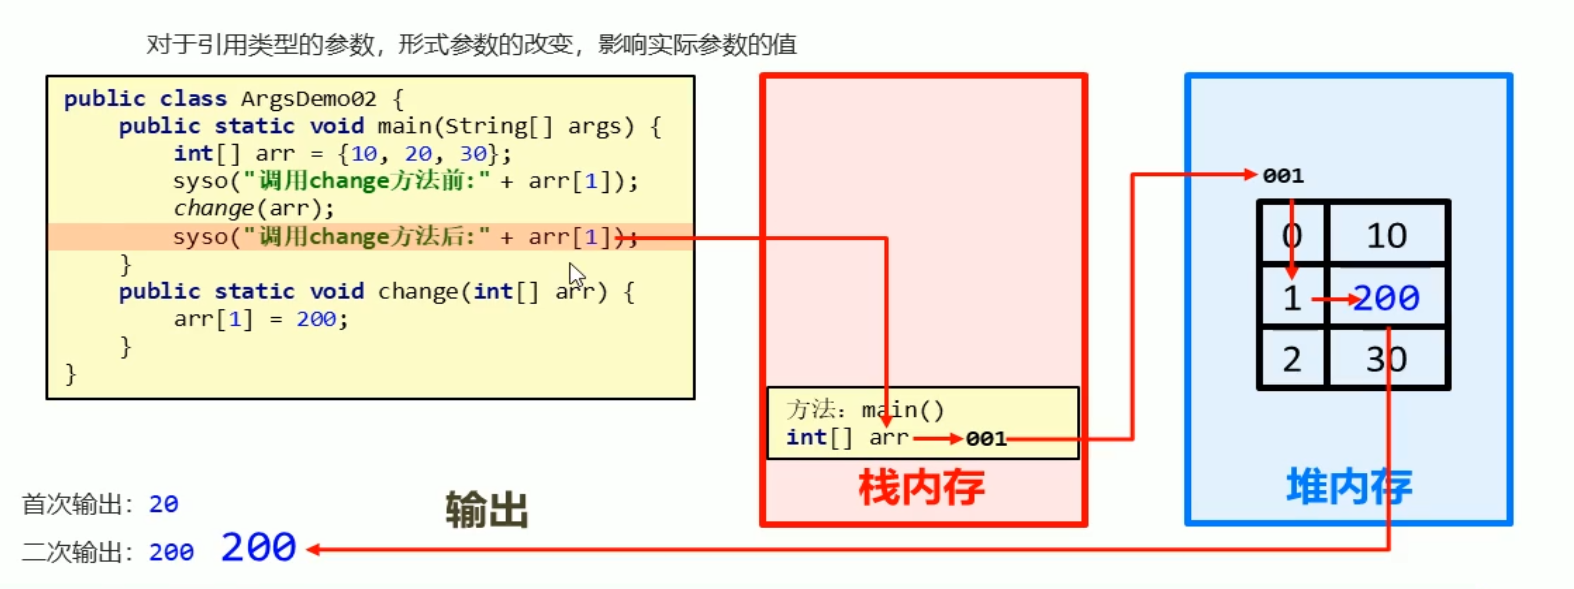 对于引用类型的参数，形式参数的改变，影响实际参数的值
public class ArgsDemo02 {
    public static void main(String[] args) {
        int[] arr = {10, 20, 30};
        syso("调用change方法前:" + arr[1]);
        change(arr);
        syso("调用change方法后:" + arr[1]);
    }
    public static void change(int[] arr) {
        arr[1] = 200;
    }
}
方法：main()
int[] arr 001
栈内存
001
0 10
1 200
2 30
堆内存
输出
首次输出：20
二次输出：200 200